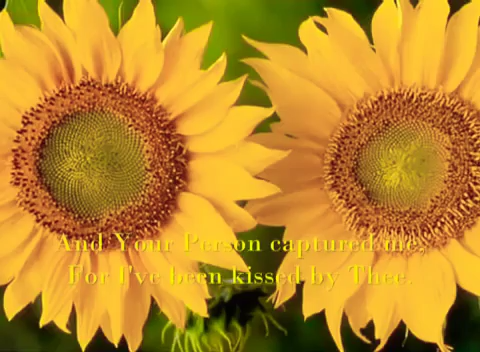 And Your Person captured me,
For I've been kissed by Thee.